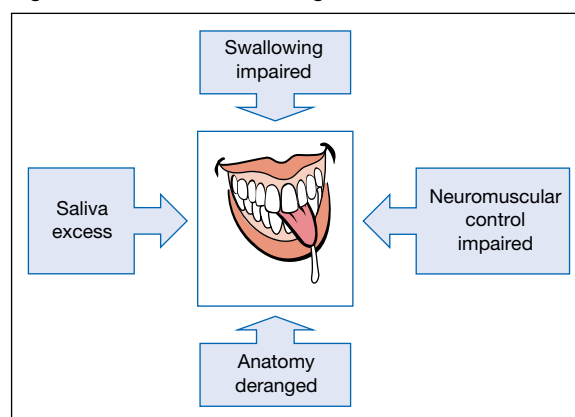 Swallowing
impaired
Saliva
excess
Neuromuscular
control
impaired
Anatomy
deranged